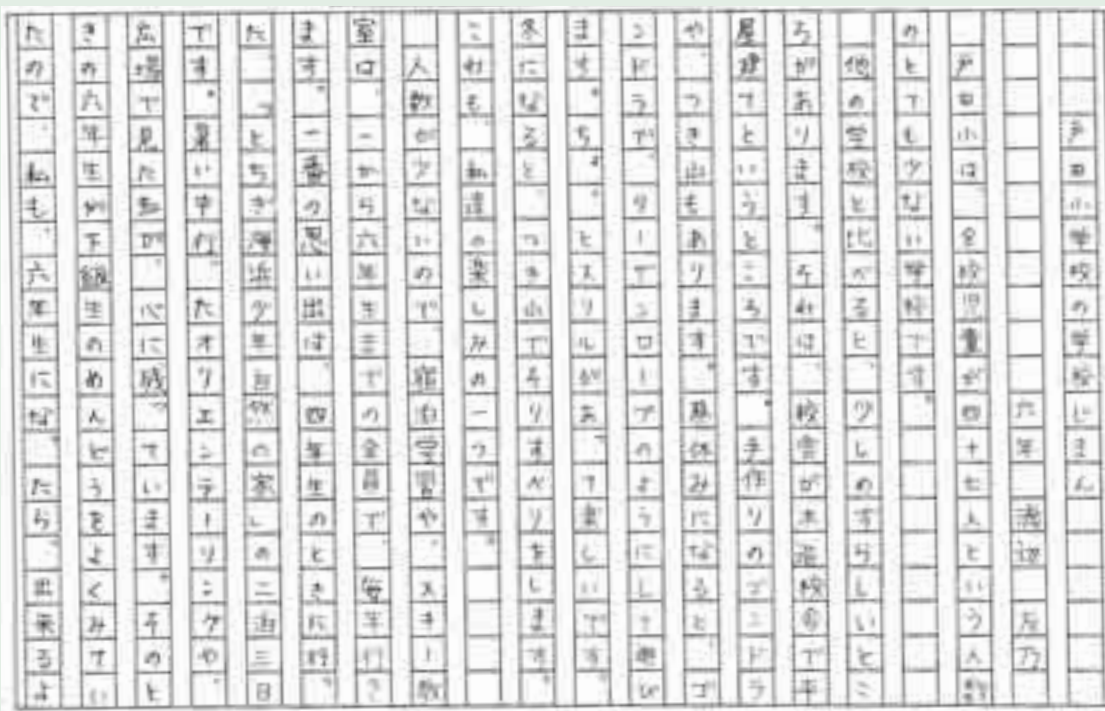 戸田小学校の学校じまん
六年
戸田小は、全校児童が四十七人という人数
のとても少ない学校です。
他の学校と比べると、少しめずらしいとこ
ろがあります。それは、校舎が木造校舎で平
屋建てというところです。手作りのゴンドラ
や、つき山もあります。昼休みになると、ゴ
ンドラで、ターザンロープのようにして遊び
ます。ちょっとスリルがあって楽しいです。
冬になると、つき山でそりすべりをします。
これも、私達の楽しみの一つです。
人数が少ないので、宿泊学習や、スキー教
室は、一から六年生までの全員で、毎年行き
ます。一番の思い出は、四年生のときに行っ
た「とちぎ海浜少年自然の家」の二泊三日
です。暑い中 たオリエンテーリングや、
広場で見た が、心に残っています。そのと
きの六年生が下級生のめんどうをよくみてい
たので、私も、六年生になったら、出来るよ